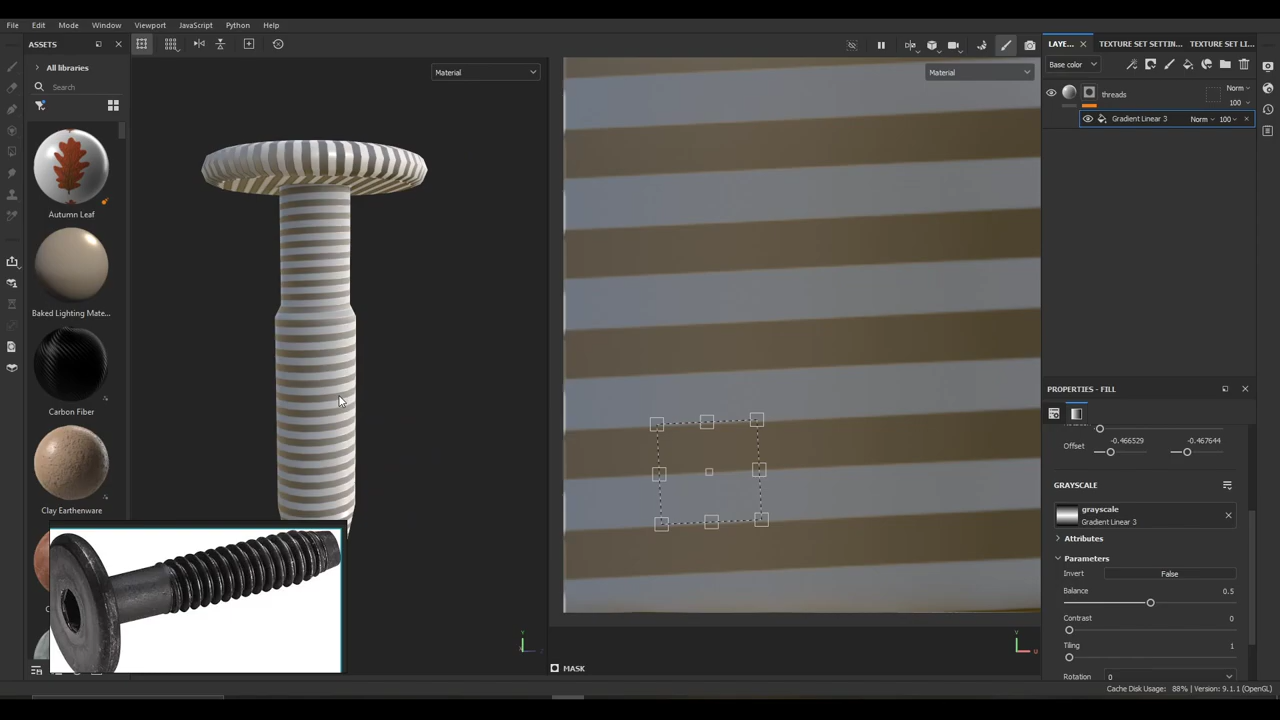 File Edit Mode Window Viewport JavaScript Python Help
ASSETS
All libraries
Search
Autumn Leaf
Baked Lighting Mate...
Carbon Fiber
Clay Earthenware
Material
Material
MASK
LAYE... TEXTURE SET SETTIN... TEXTURE SET LI...
Base color
threads
Norm
100
Gradient Linear 3 Norm 100
PROPERTIES - FILL
Offset -0.466529 -0.467644
GRAYSCALE
grayscale
Gradient Linear 3
Attributes
Parameters
Invert False
Balance 0.5
Contrast 0
Tiling 1
Rotation 0
Cache Disk Usage: 88% | Version: 9.1.1 (OpenGL)